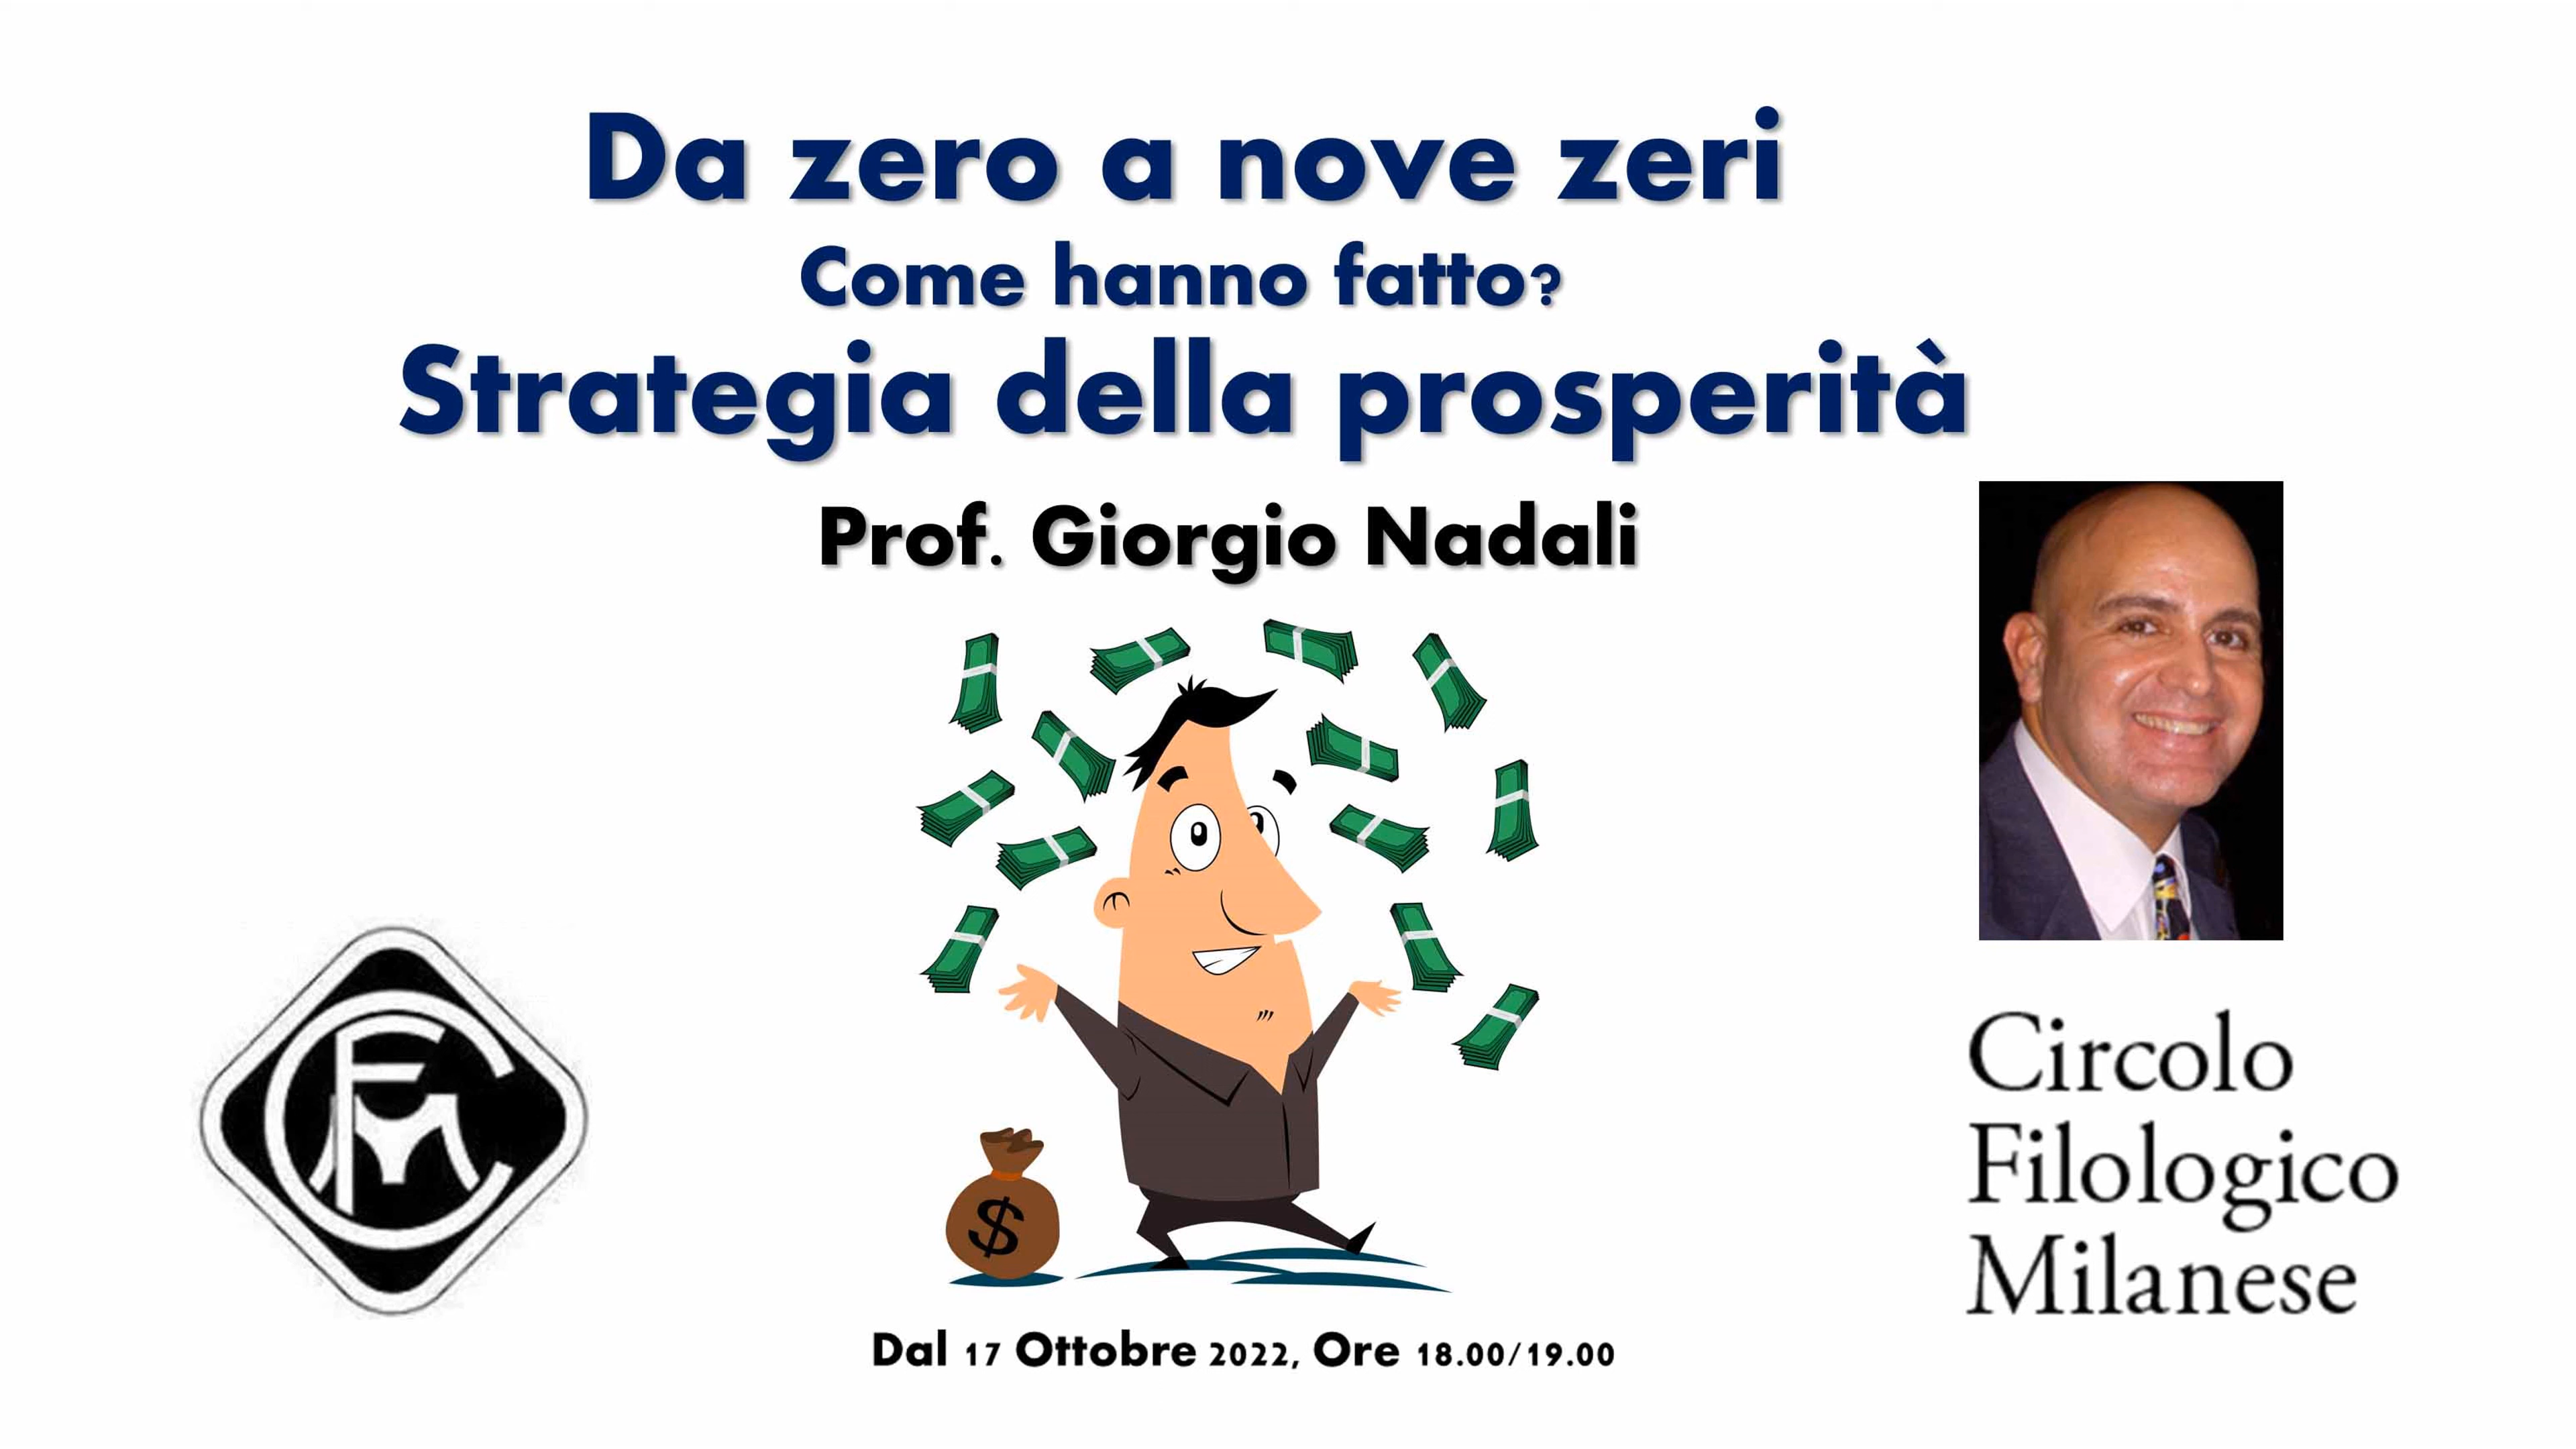 Da zero a nove zeri
Come hanno fatto?
Strategia della prosperità
Prof. Giorgio Nadali
$
CFM
Circolo
Filologico
Milanese
Dal 17 Ottobre 2022, Ore 18.00/19.00